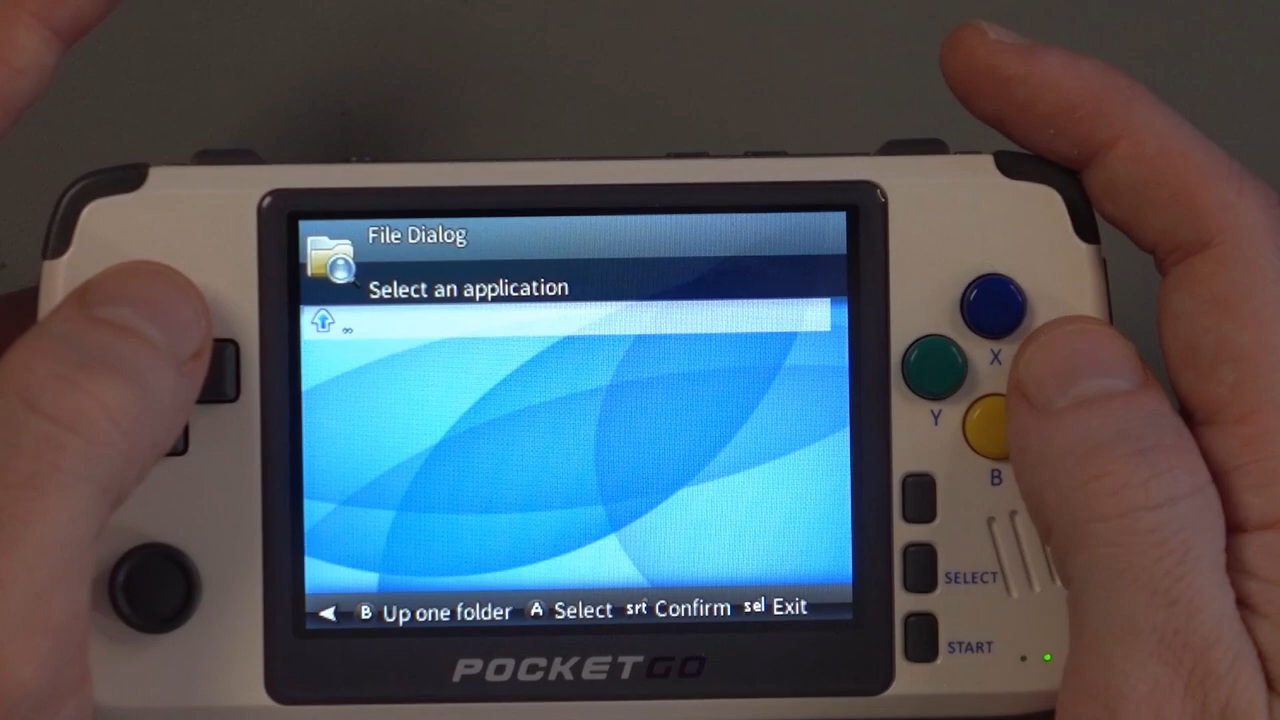 File Dialog
Select an application
..
B Up one folder A Select srt Confirm sel Exit
X
Y
B
SELECT
START
POCKETGO